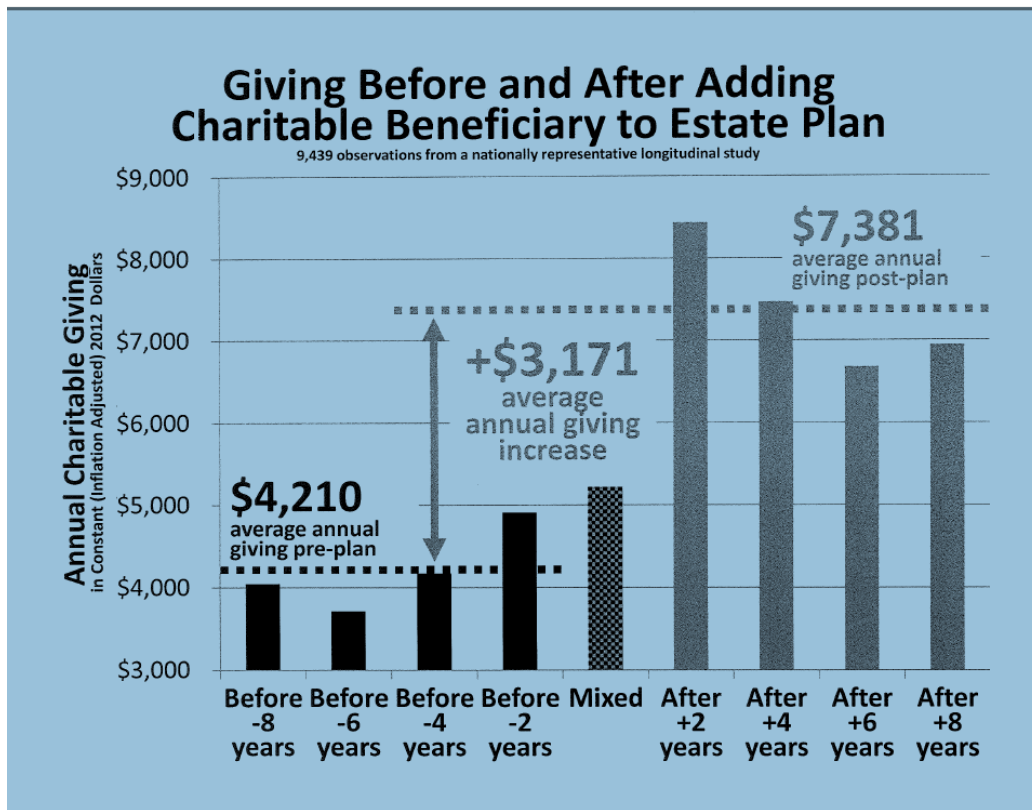 Giving Before and After Adding
Charitable Beneficiary to Estate Plan
9,439 observations from a nationally representative longitudinal study
Annual Charitable Giving
in Constant (Inflation Adjusted) 2012 Dollars
$9,000
$8,000
$7,000
$6,000
$5,000
$4,000
$3,000
$4,210
average annual
giving pre-plan
+$3,171
average
annual giving
increase
$7,381
average annual
giving post-plan
Before
-8
years
Before
-6
years
Before
-4
years
Before
-2
years
Mixed
After
+2
years
After
+4
years
After
+6
years
After
+8
years